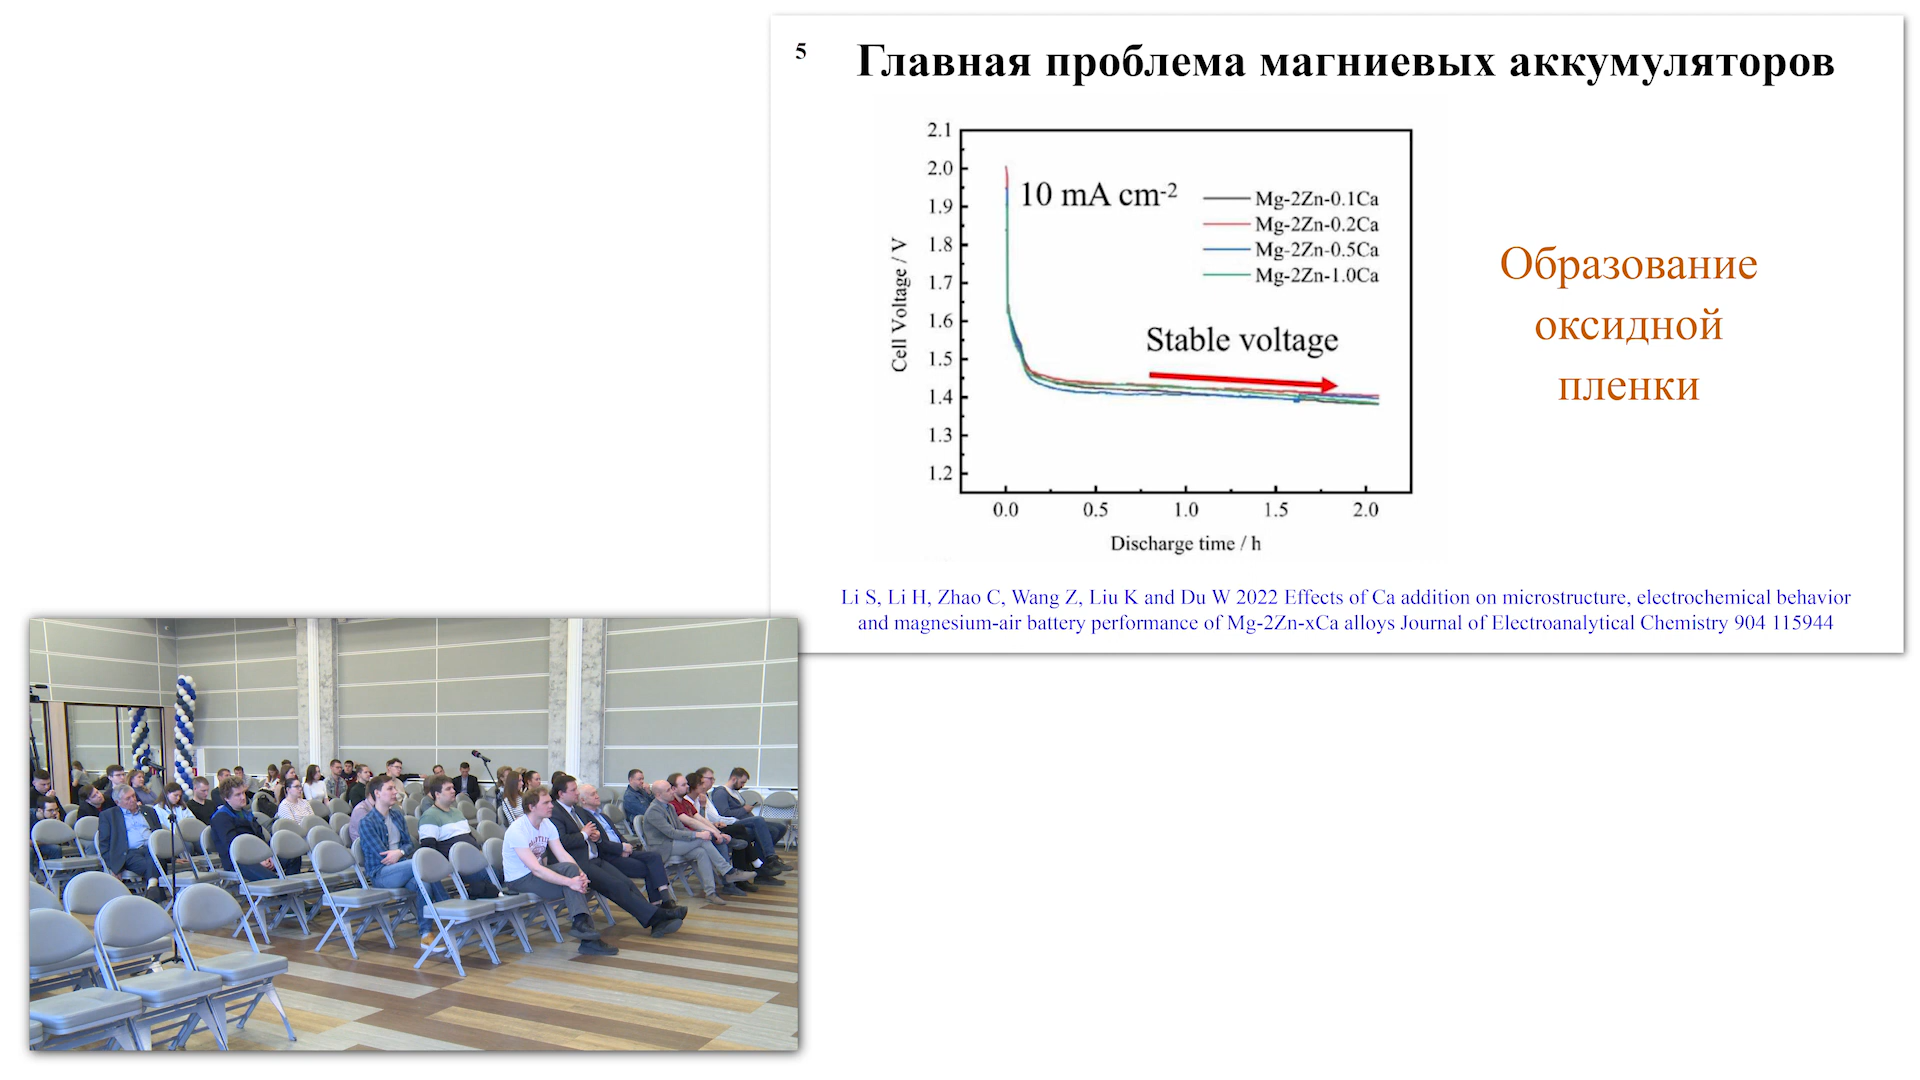 5
Главная проблема магниевых аккумуляторов
2.1
2.0
1.9
1.8
1.7
1.6
1.5
1.4
1.3
1.2
Cell Voltage / V
10 mA cm-2
Mg-2Zn-0.1Ca
Mg-2Zn-0.2Ca
Mg-2Zn-0.5Ca
Mg-2Zn-1.0Ca
Stable voltage
0.0 0.5 1.0 1.5 2.0
Discharge time / h
Образование
оксидной
пленки
Li S, Li H, Zhao C, Wang Z, Liu K and Du W 2022 Effects of Ca addition on microstructure, electrochemical behavior
and magnesium-air battery performance of Mg-2Zn-xCa alloys Journal of Electroanalytical Chemistry 904 115944